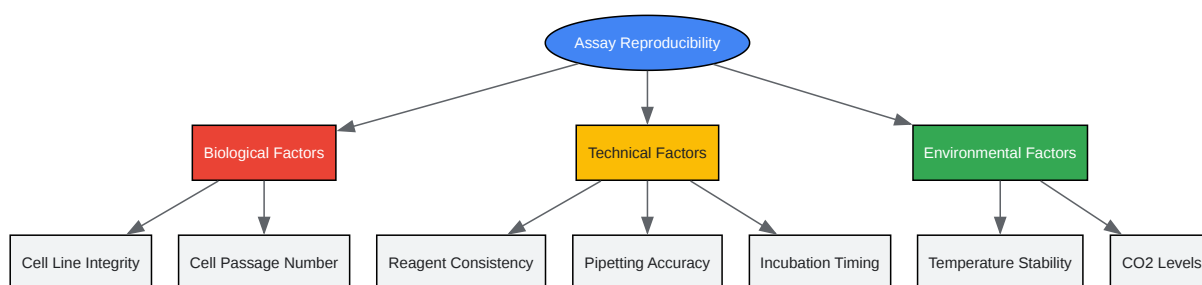 Assay Reproducibility
Biological Factors
Technical Factors
Environmental Factors
Cell Line Integrity
Cell Passage Number
Reagent Consistency
Pipetting Accuracy
Incubation Timing
Temperature Stability
CO2 Levels